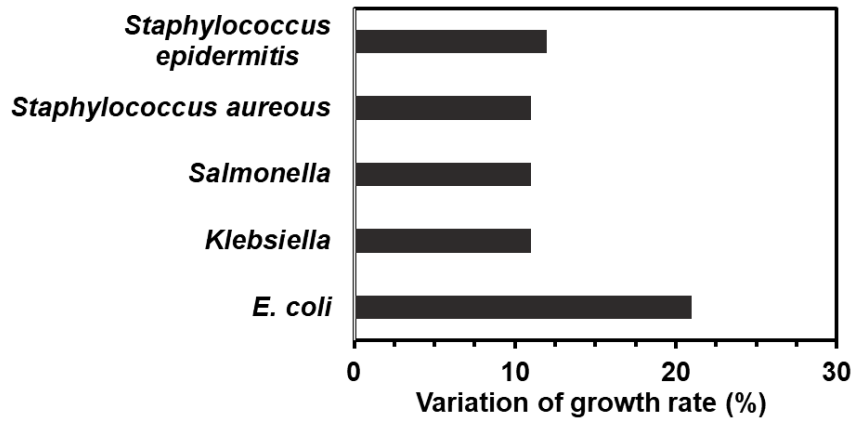 Staphylococcus
epidermitis
Staphylococcus aureous
Salmonella
Klebsiella
E. coli
0 10 20 30
Variation of growth rate (%)